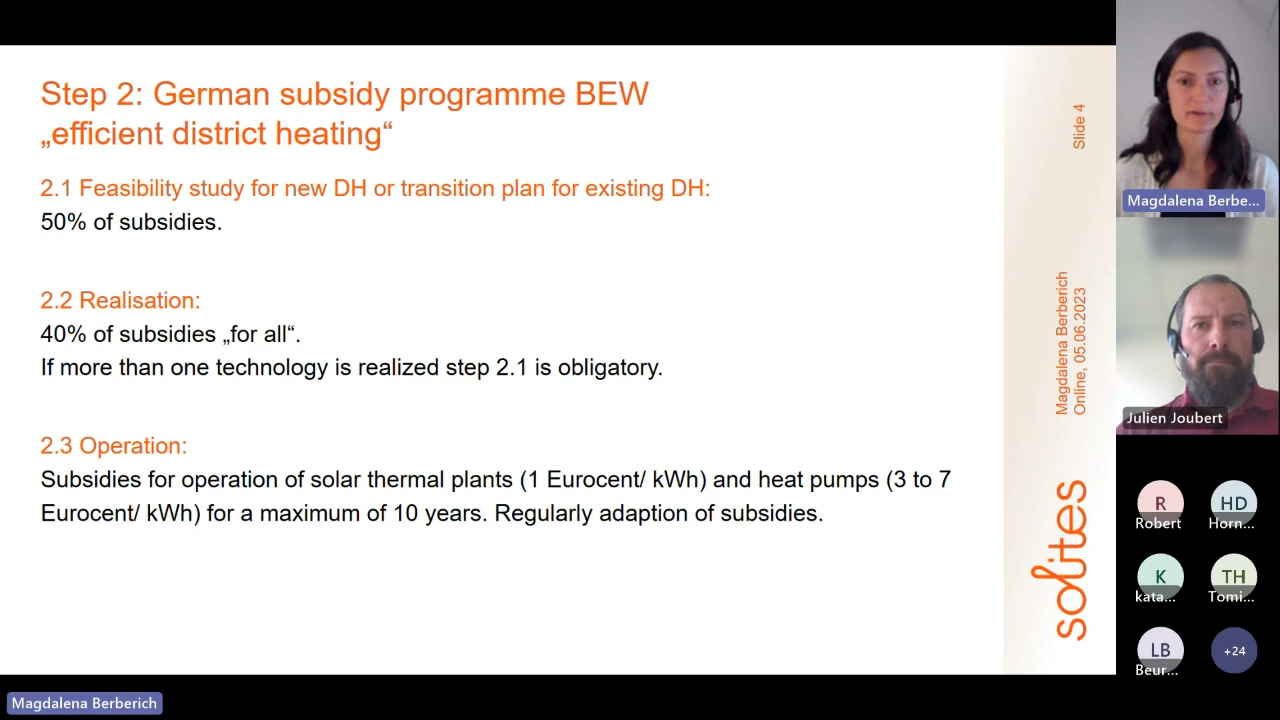 Step 2: German subsidy programme BEW
„efficient district heating“
2.1 Feasibility study for new DH or transition plan for existing DH:
50% of subsidies.
2.2 Realisation:
40% of subsidies „for all“.
If more than one technology is realized step 2.1 is obligatory.
2.3 Operation:
Subsidies for operation of solar thermal plants (1 Eurocent/ kWh) and heat pumps (3 to 7
Eurocent/ kWh) for a maximum of 10 years. Regularly adaption of subsidies.
Slide 4
Magdalena Berberich
Online, 05.06.2023
solites
Magdalena Berbe...
Julien Joubert
R
Robert
HD
Horn...
K
kata...
TH
Tomi...
LB
Beur...
+24
Magdalena Berberich